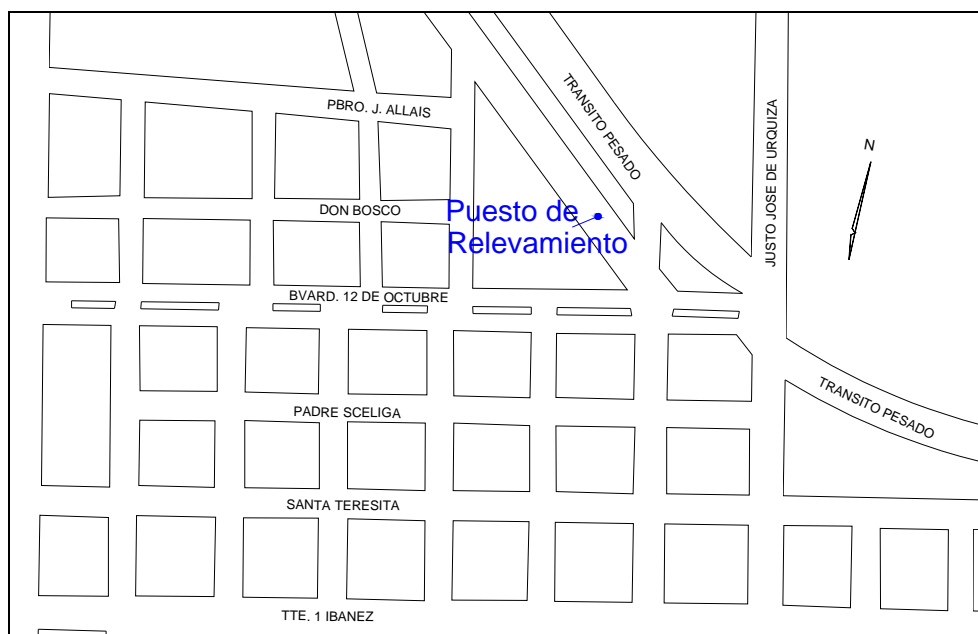 PBRO. J. ALLAIS
TRANSITO PESADO
JUSTO JOSE DE URQUIZA
N
DON BOSCO
Puesto de
Relevamiento
BVARD. 12 DE OCTUBRE
PADRE SCELIGA
TRANSITO PESADO
SANTA TERESITA
TTE. 1 IBANEZ